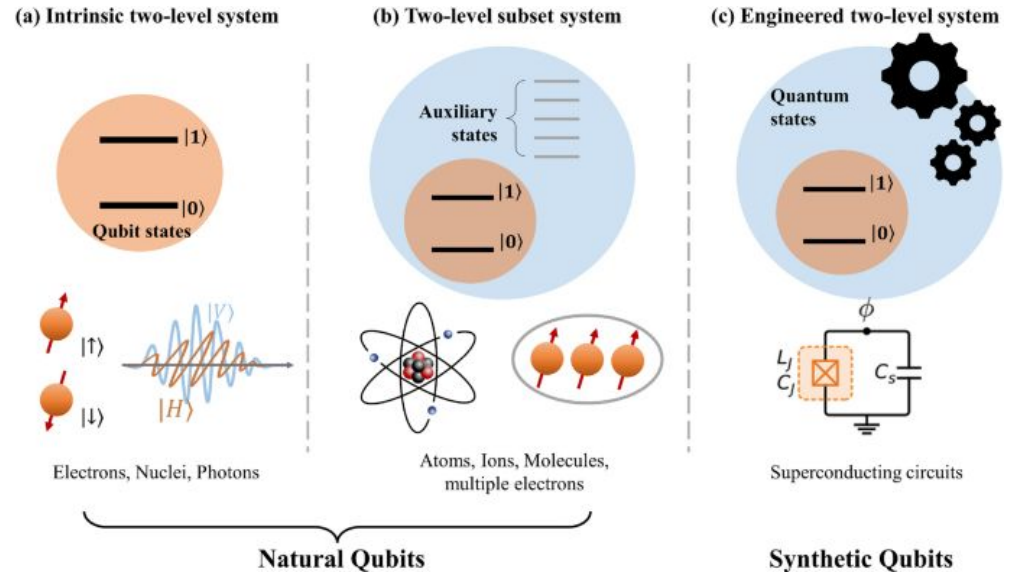 (a) Intrinsic two-level system
|1⟩
|0⟩
Qubit states
|↑⟩
|↓⟩
|V⟩
|H⟩
Electrons, Nuclei, Photons
(b) Two-level subset system
Auxiliary
states
|1⟩
|0⟩
Atoms, Ions, Molecules,
multiple electrons
Natural Qubits
(c) Engineered two-level system
Quantum
states
|1⟩
|0⟩
ϕ
L_J
C_J
C_s
Superconducting circuits
Synthetic Qubits